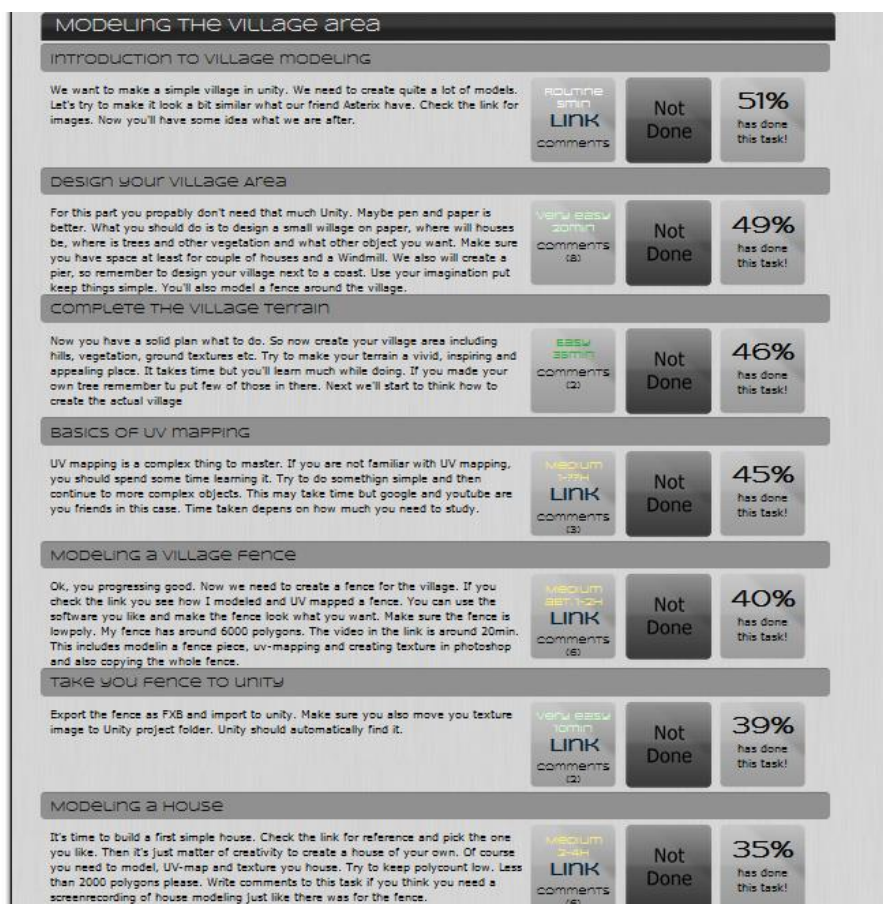 Modeling the village area
Introduction to village modeling
We want to make a simple village in unity. We need to create quite a lot of models.
Let's try to make it look a bit similar what our friend Asterix have. Check the link for
images. Now you'll have some idea what we are after.
Routine
5min
Link
comments
Not
Done
51%
has done
this task!
Design your village Area
For this part you propably don't need that much Unity. Maybe pen and paper is
better. What you should do is to design a small willage on paper, where will houses
be, where is trees and other vegetation and what other object you want. Make sure
you have space at least for couple of houses and a Windmill. We also will create a
pier, so remember to design your village next to a coast. Use your imagination put
keep things simple. You'll also model a fence around the village.
Very easy
20min
comments
(8)
Not
Done
49%
has done
this task!
Complete the village terrain
Now you have a solid plan what to do. So now create your village area including
hills, vegetation, ground textures etc. Try to make your terrain a vivid, inspiring and
appealing place. It takes time but you'll learn much while doing. If you made your
own tree remember tu put few of those in there. Next we'll start to think how to
create the actual village
Easy
35min
comments
(2)
Not
Done
46%
has done
this task!
Basics of UV mapping
UV mapping is a complex thing to master. If you are not familiar with UV mapping,
you should spend some time learning it. Try to do somethign simple and then
continue to more complex objects. This may take time but google and youtube are
you friends in this case. Time taken depens on how much you need to study.
Medium
1-??H
Link
comments
(3)
Not
Done
45%
has done
this task!
Modeling a village fence
Ok, you progressing good. Now we need to create a fence for the village. If you
check the link you see how I modeled and UV mapped a fence. You can use the
software you like and make the fence look what you want. Make sure the fence is
lowpoly. My fence has around 6000 polygons. The video in the link is around 20min.
This includes modelin a fence piece, uv-mapping and creating texture in photoshop
and also copying the whole fence.
Medium
1-2H
Link
comments
(6)
Not
Done
40%
has done
this task!
Take you fence to unity
Export the fence as FXB and import to unity. Make sure you also move you texture
image to Unity project folder. Unity should automatically find it.
Very easy
10min
Link
comments
(2)
Not
Done
39%
has done
this task!
Modeling a House
It's time to build a first simple house. Check the link for reference and pick the one
you like. Then it's just matter of creativity to create a house of your own. Of course
you need to model, UV-map and texture you house. Try to keep polycount low. Less
than 2000 polygons please. Write comments to this task if you think you need a
screenrecording of house modeling just like there was for the fence.
Medium
2-4H
Link
comments
(6)
Not
Done
35%
has done
this task!